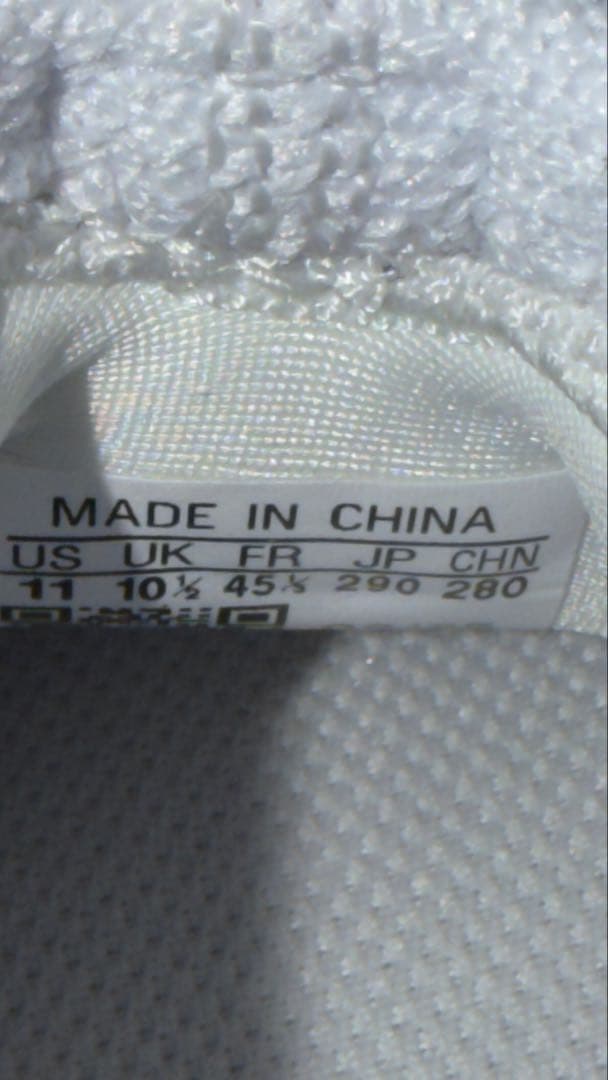 MADE IN CHINA
US UK FR JP CHN
11 10½ 45⅓ 290 280